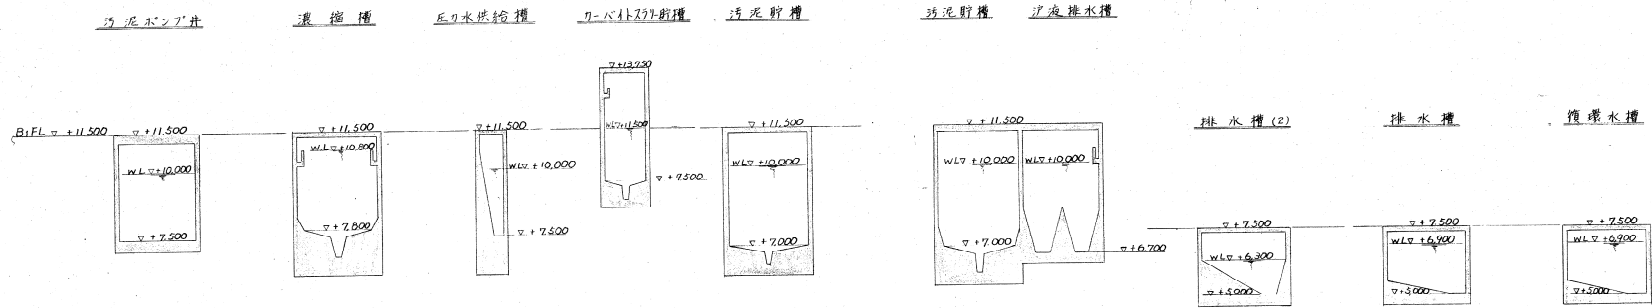 汚泥ポンプ井
濃縮槽
圧力水供給槽
カーバイトスラリー貯槽
汚泥貯槽
汚泥貯槽
沪液排水槽
排水槽(2)
排水槽
循環水槽
B1FL ▽ +11.500
▽ +11.500
WL ▽ +10.000
▽ +7.500
▽ +11.500
WL ▽ +10.800
▽ +7.800
▽ +11.500
WL▽ +10.000
▽ +7.500
▽ +13.750
WL▽ +11.500
▽ +7.500
▽ +11.500
WL▽ +10.000
▽ +7.000
▽ +11.500
WL▽ +10.000
WL▽ +10.000
▽ +7.000
▽ +6.700
▽ +7.500
WL▽ +6.300
▽ +5.000
▽ +7.500
WL▽ +6.900
▽ +5.000
▽ +7.500
WL▽ +6.900
▽ +5.000